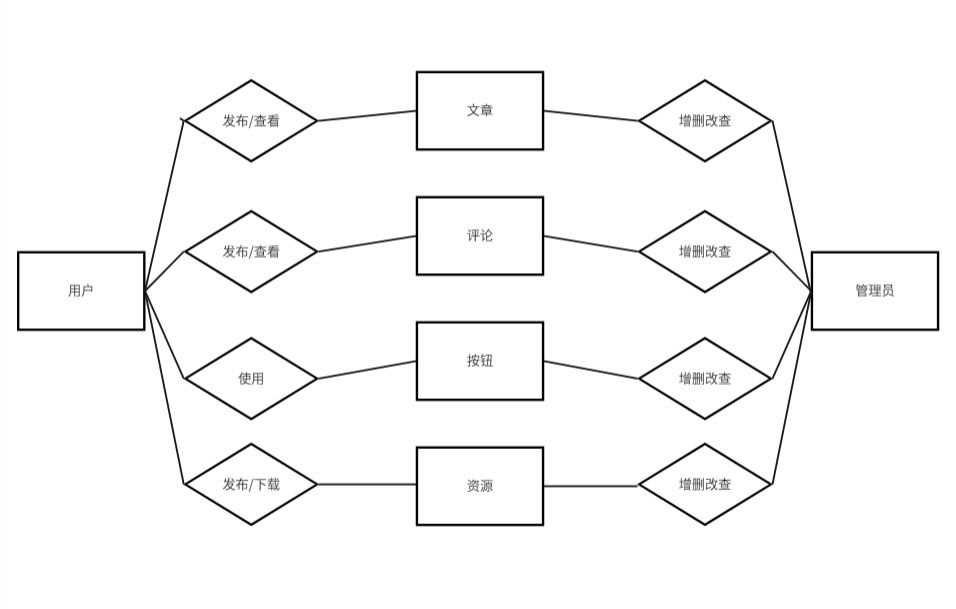 文章
发布/查看
增删改查
评论
发布/查看
增删改查
用户
管理员
按钮
使用
增删改查
发布/下载
资源
增删改查